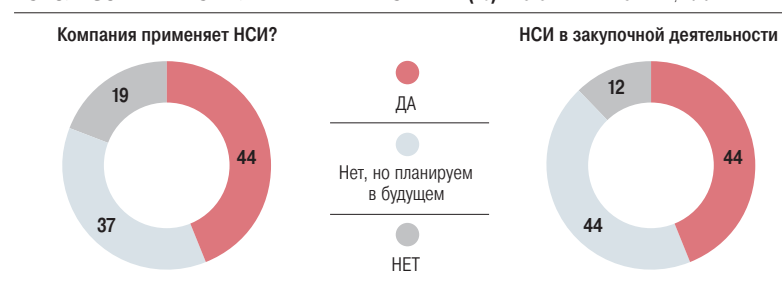 Компания применяет НСИ?
НСИ в закупочной деятельности
19
44
37
ДА
Нет, но планируем
в будущем
НЕТ
12
44
44